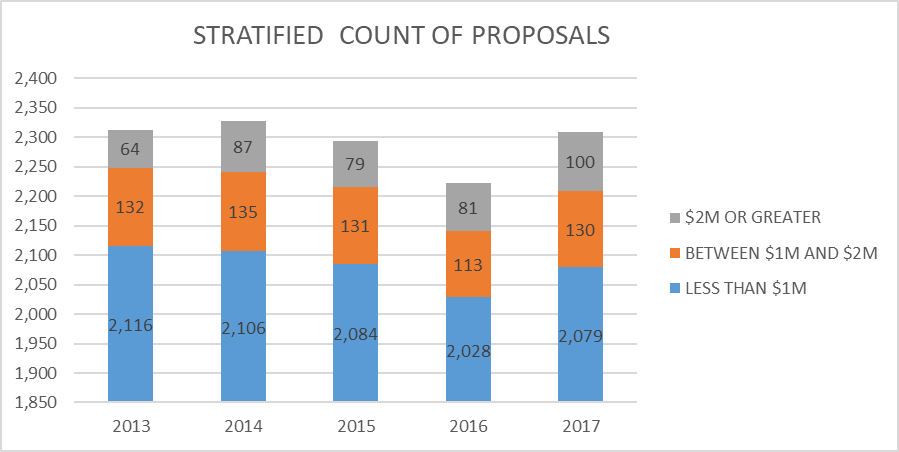 STRATIFIED COUNT OF PROPOSALS
2,400
2,350
2,300
2,250
2,200
2,150
2,100
2,050
2,000
1,950
1,900
1,850
64 87 79 81 100
132 135 131 113 130
2,116 2,106 2,084 2,028 2,079
2013 2014 2015 2016 2017
$2M OR GREATER
BETWEEN $1M AND $2M
LESS THAN $1M